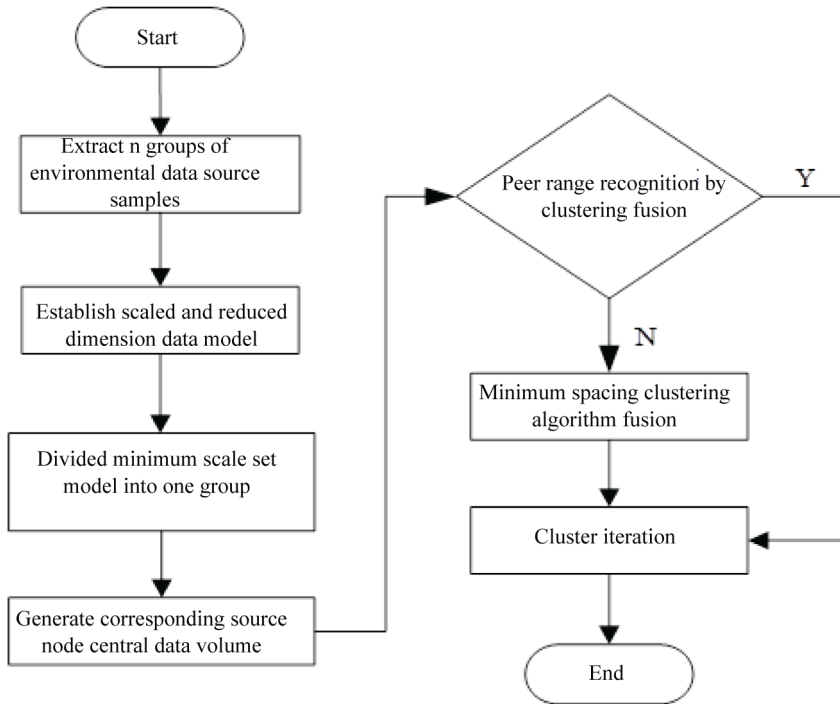 Start
Extract n groups of
environmental data source
samples
Establish scaled and reduced
dimension data model
Divided minimum scale set
model into one group
Generate corresponding source
node central data volume
Peer range recognition by
clustering fusion
Y
N
Minimum spacing clustering
algorithm fusion
Cluster iteration
End